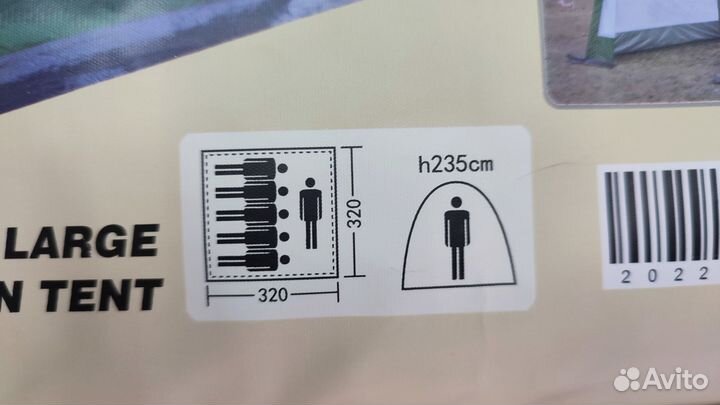 h235cm
320
320
LARGE
N TENT
2022
Avito